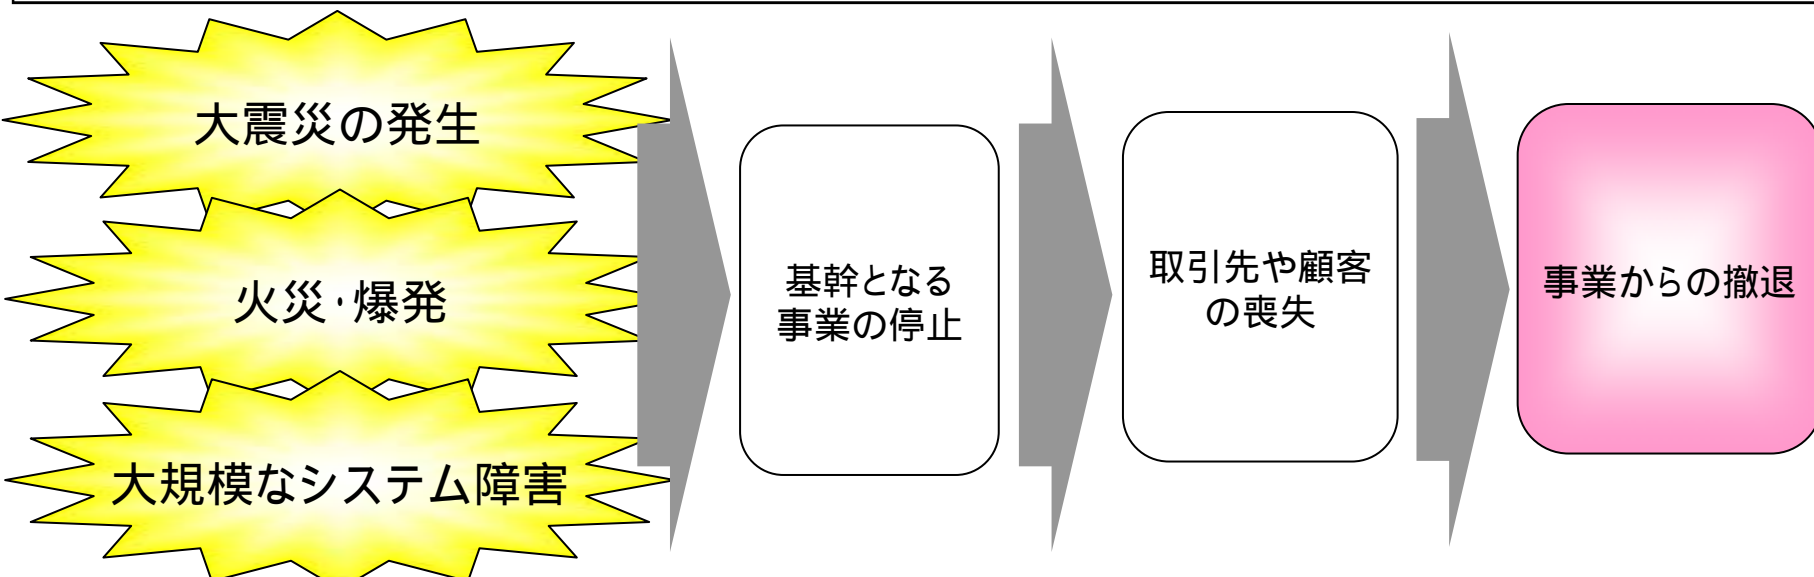 大震災の発生
火災・爆発
大規模なシステム障害
基幹となる
事業の停止
取引先や顧客
の喪失
事業からの撤退